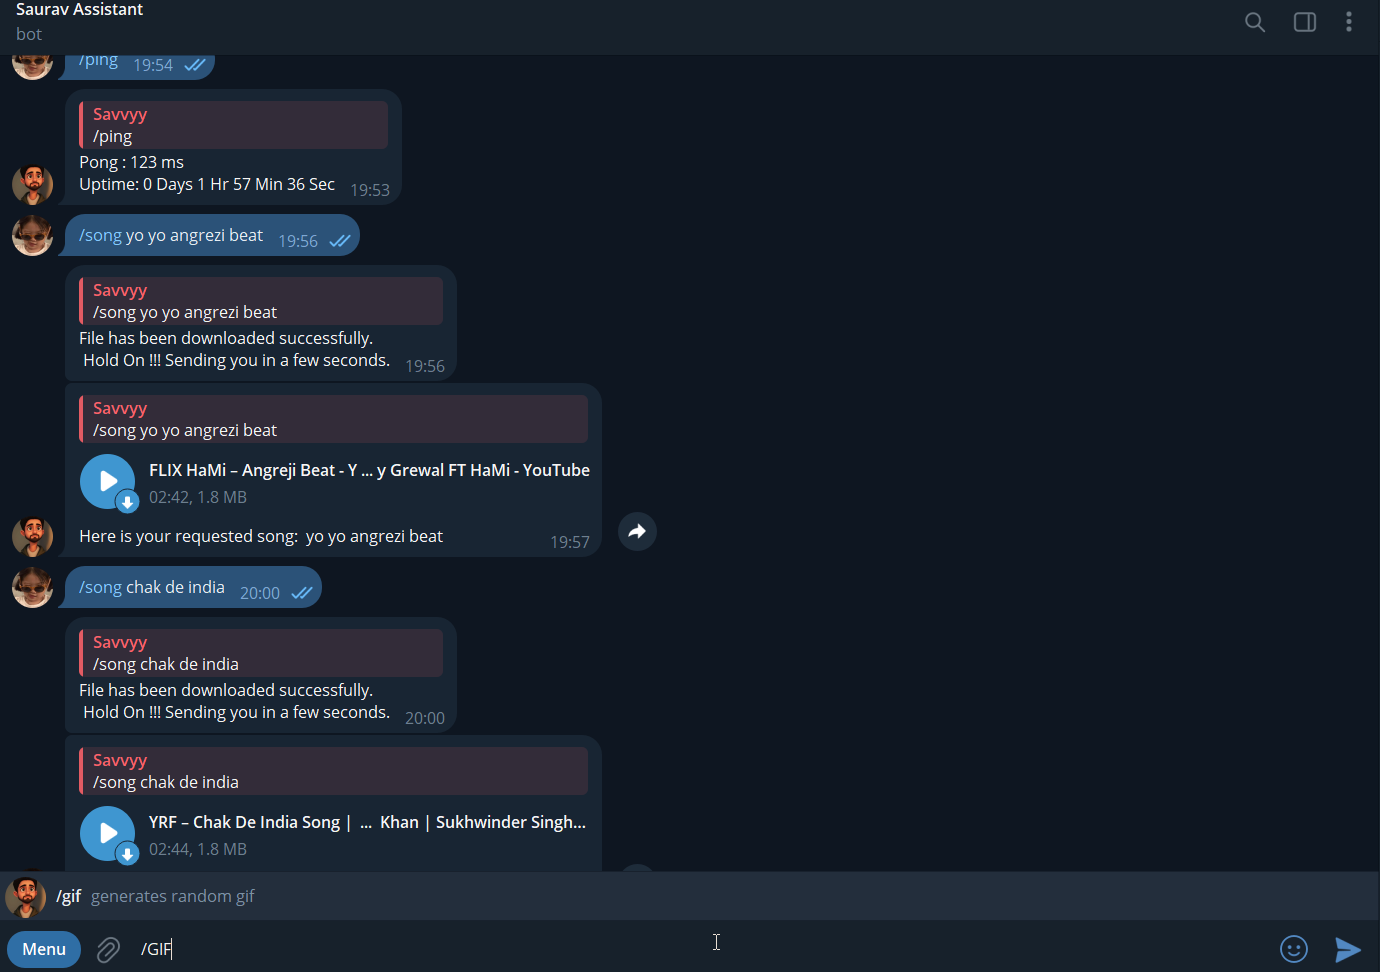 Saurav Assistant
bot
/ping 19:54
Savvyy
/ping
Pong : 123 ms
Uptime: 0 Days 1 Hr 57 Min 36 Sec 19:53
/song yo yo angrezi beat 19:56
Savvyy
/song yo yo angrezi beat
File has been downloaded successfully.
Hold On !!! Sending you in a few seconds. 19:56
Savvyy
/song yo yo angrezi beat
FLIX HaMi – Angreji Beat - Y ... y Grewal FT HaMi - YouTube
02:42, 1.8 MB
Here is your requested song: yo yo angrezi beat 19:57
/song chak de india 20:00
Savvyy
/song chak de india
File has been downloaded successfully.
Hold On !!! Sending you in a few seconds. 20:00
Savvyy
/song chak de india
YRF – Chak De India Song | ... Khan | Sukhwinder Singh...
02:44, 1.8 MB
/gif generates random gif
Menu /GIF